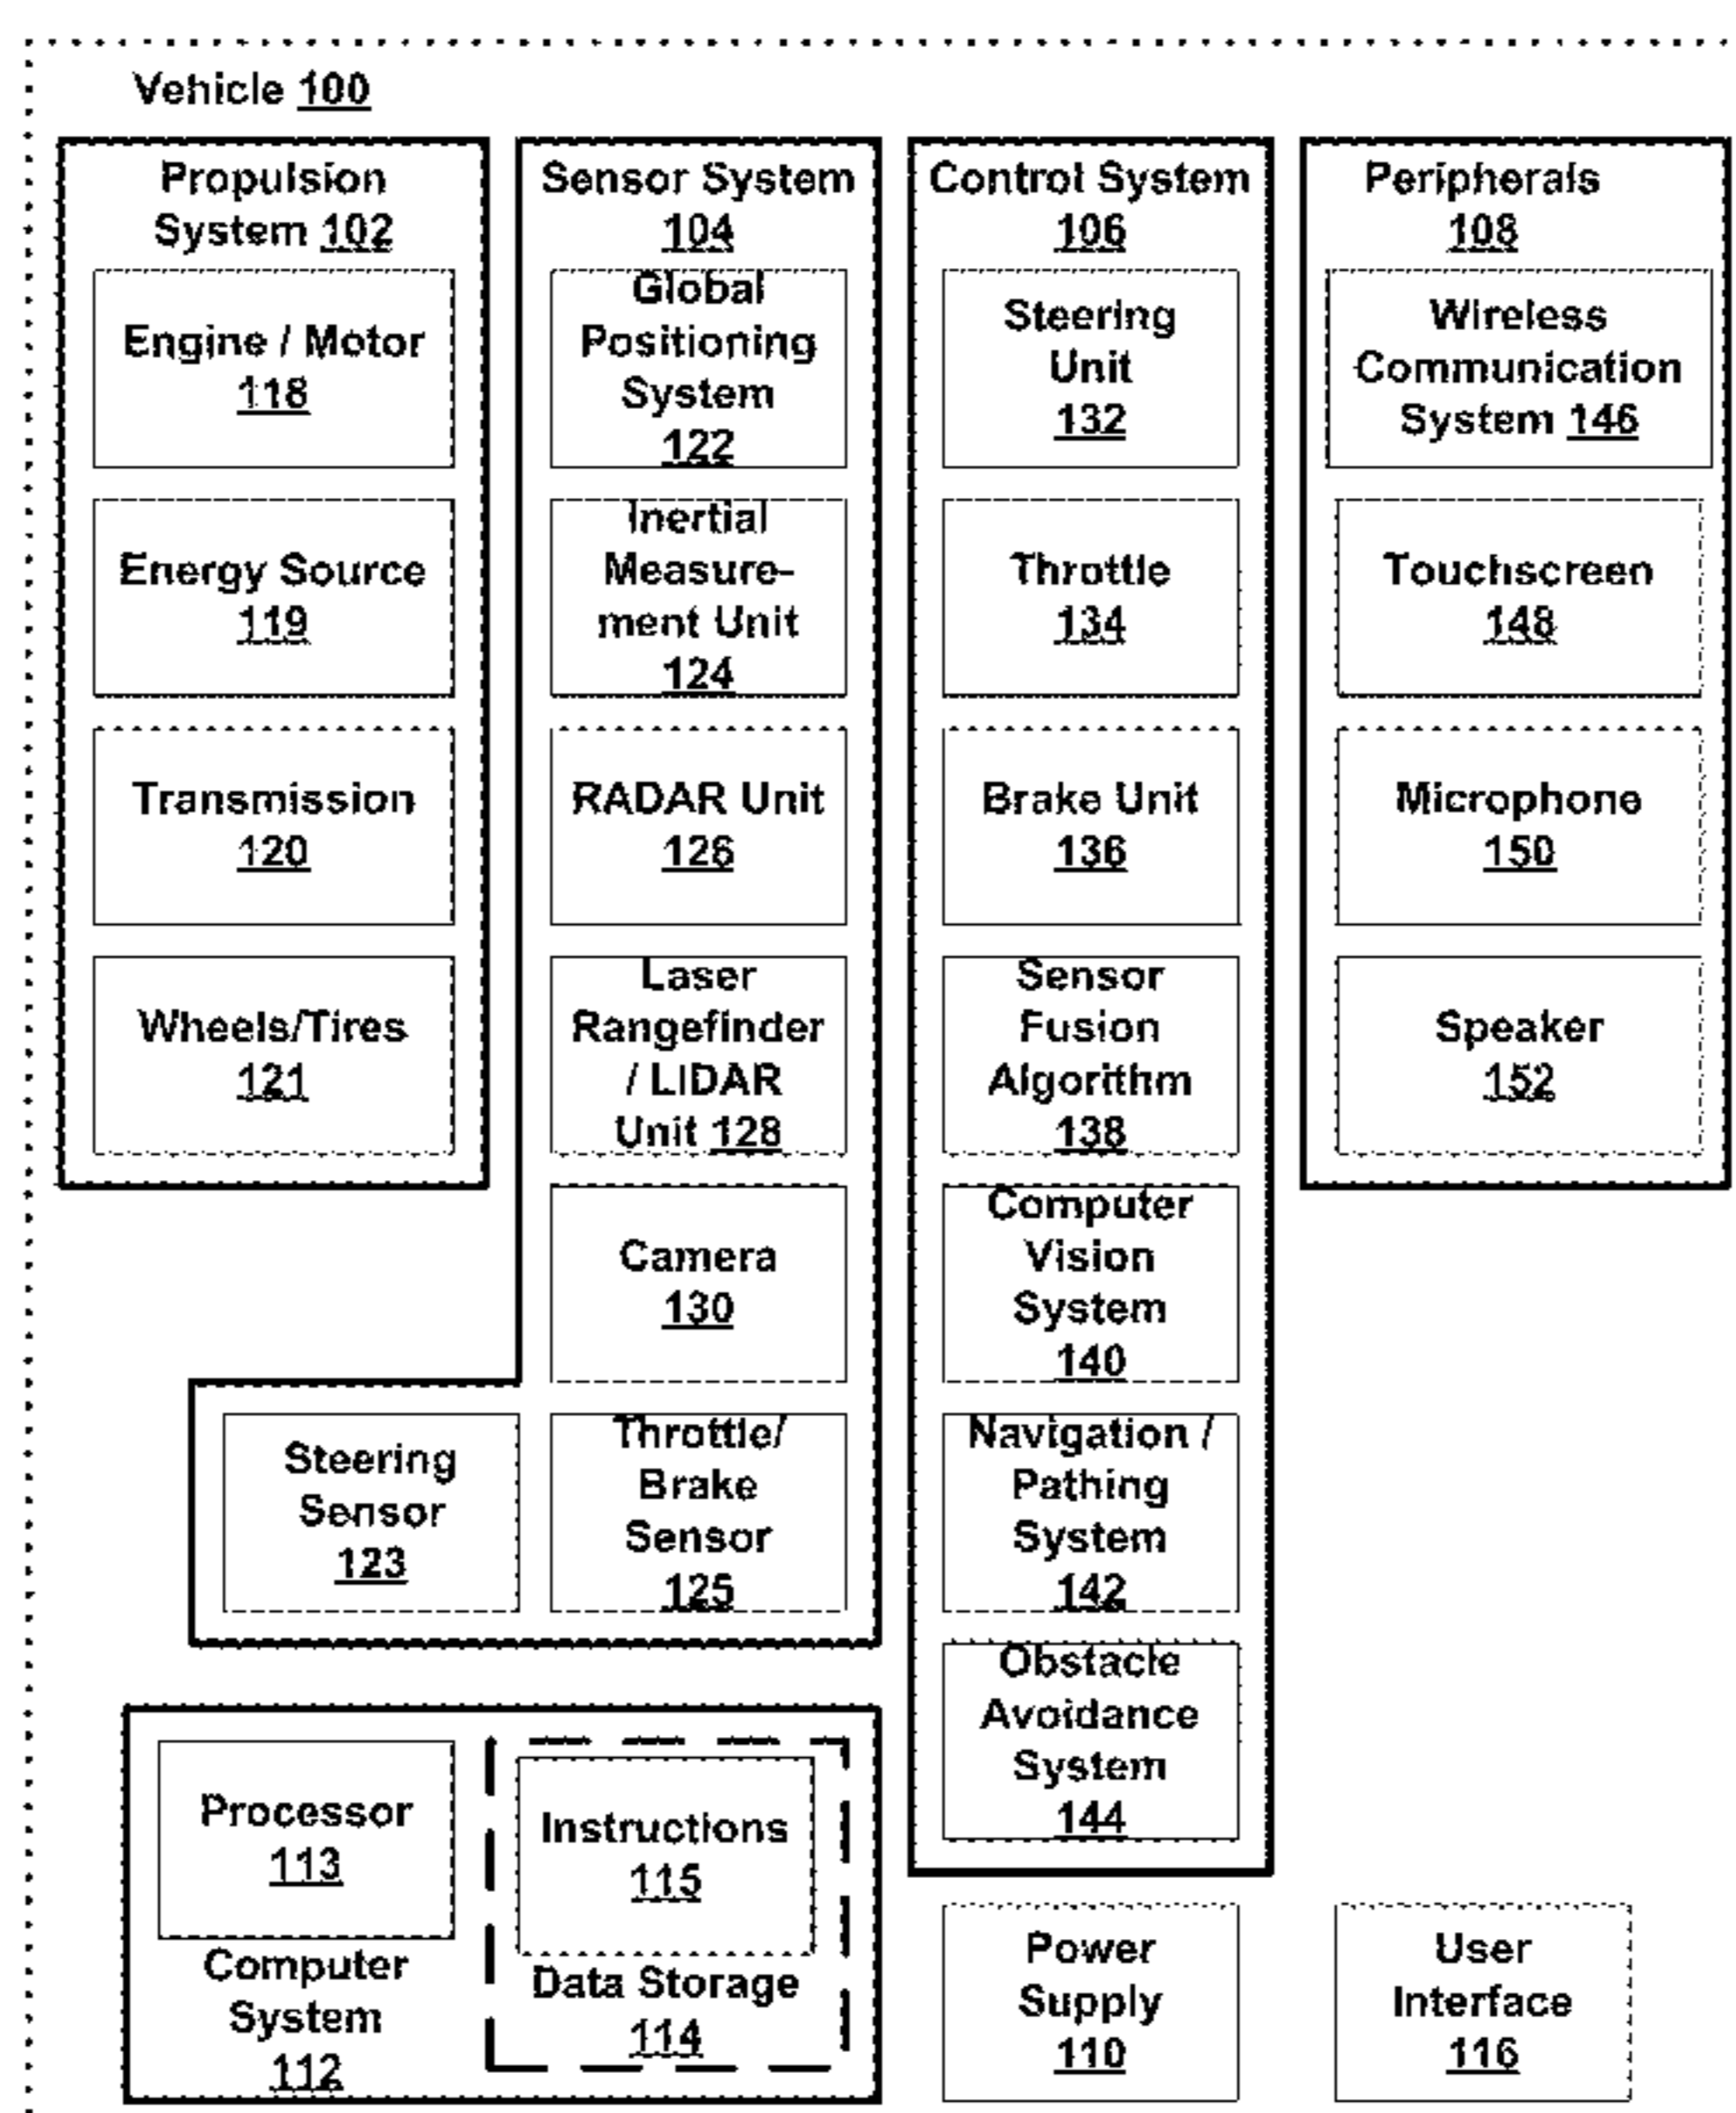 Vehicle 100
Propulsion
System 102
Engine / Motor
118
Energy Source
119
Transmission
120
Wheels/Tires
121
Sensor System
104
Global
Positioning
System
122
Inertial
Measure-
ment Unit
124
RADAR Unit
126
Laser
Rangefinder
/ LIDAR
Unit 128
Camera
130
Steering
Sensor
123
Throttle/
Brake
Sensor
125
Control System
106
Steering
Unit
132
Throttle
134
Brake Unit
136
Sensor
Fusion
Algorithm
138
Computer
Vision
System
140
Navigation /
Pathing
System
142
Obstacle
Avoidance
System
144
Peripherals
108
Wireless
Communication
System 146
Touchscreen
148
Microphone
150
Speaker
152
Processor
113
Computer
System
112
Instructions
115
Data Storage
114
Power
Supply
110
User
Interface
116